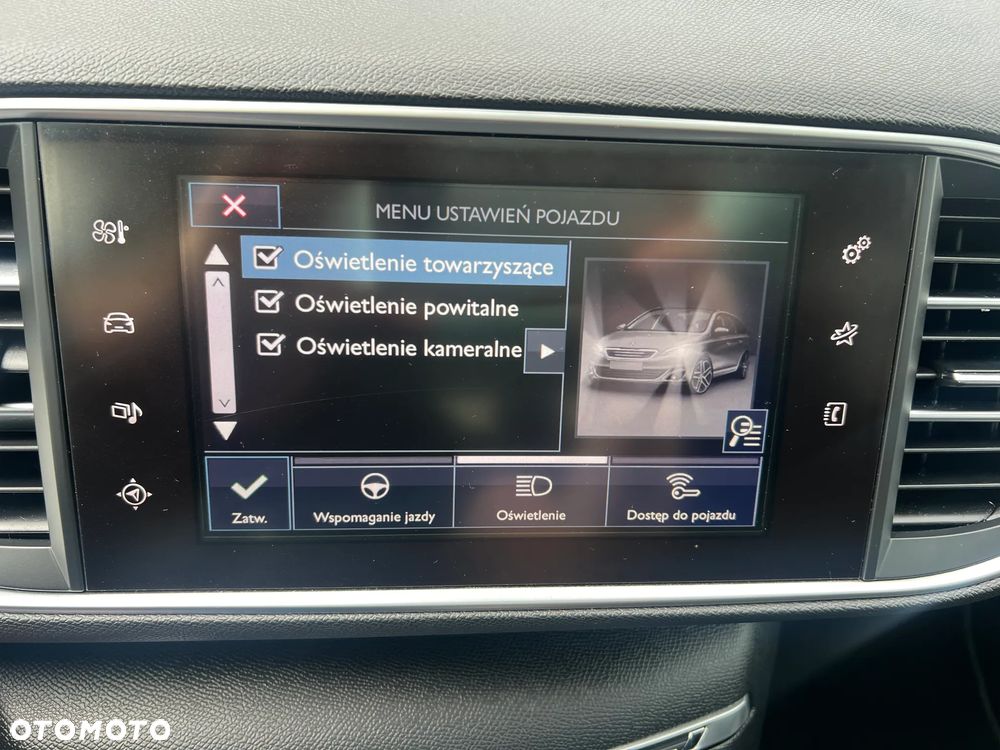 MENU USTAWIEŃ POJAZDU
Oświetlenie towarzyszące
Oświetlenie powitalne
Oświetlenie kameralne
Zatw.
Wspomaganie jazdy
Oświetlenie
Dostęp do pojazdu
OTOMOTO